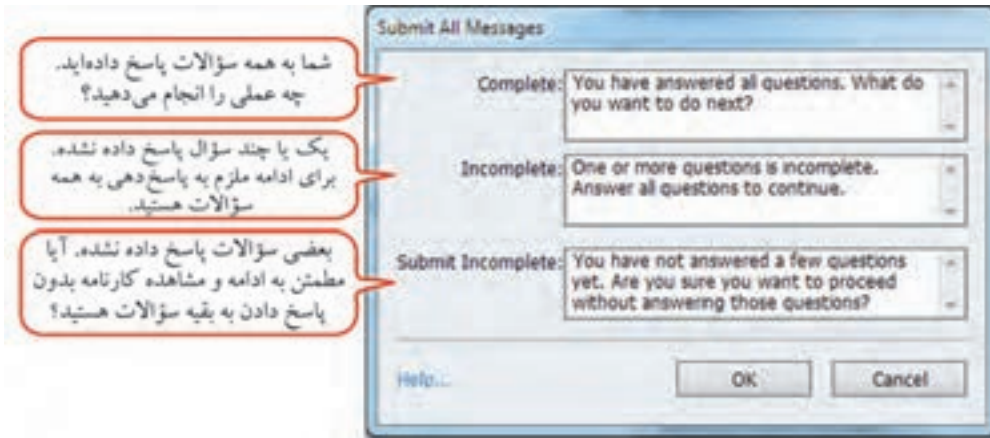 Submit All Messages
شما به همه سؤالات پاسخ داده‌اید.
چه عملی را انجام می‌دهید؟
Complete:
You have answered all questions. What do
you want to do next?
یک یا چند سؤال پاسخ داده نشده.
برای ادامه ملزم به پاسخ‌دهی به همه
سؤالات هستید.
Incomplete:
One or more questions is incomplete.
Answer all questions to continue.
بعضی سؤالات پاسخ داده نشده. آیا
مطمئن به ادامه و مشاهده کارنامه بدون
پاسخ دادن به بقیه سؤالات هستید؟
Submit Incomplete:
You have not answered a few questions
yet. Are you sure you want to proceed
without answering those questions?
Help...
OK
Cancel